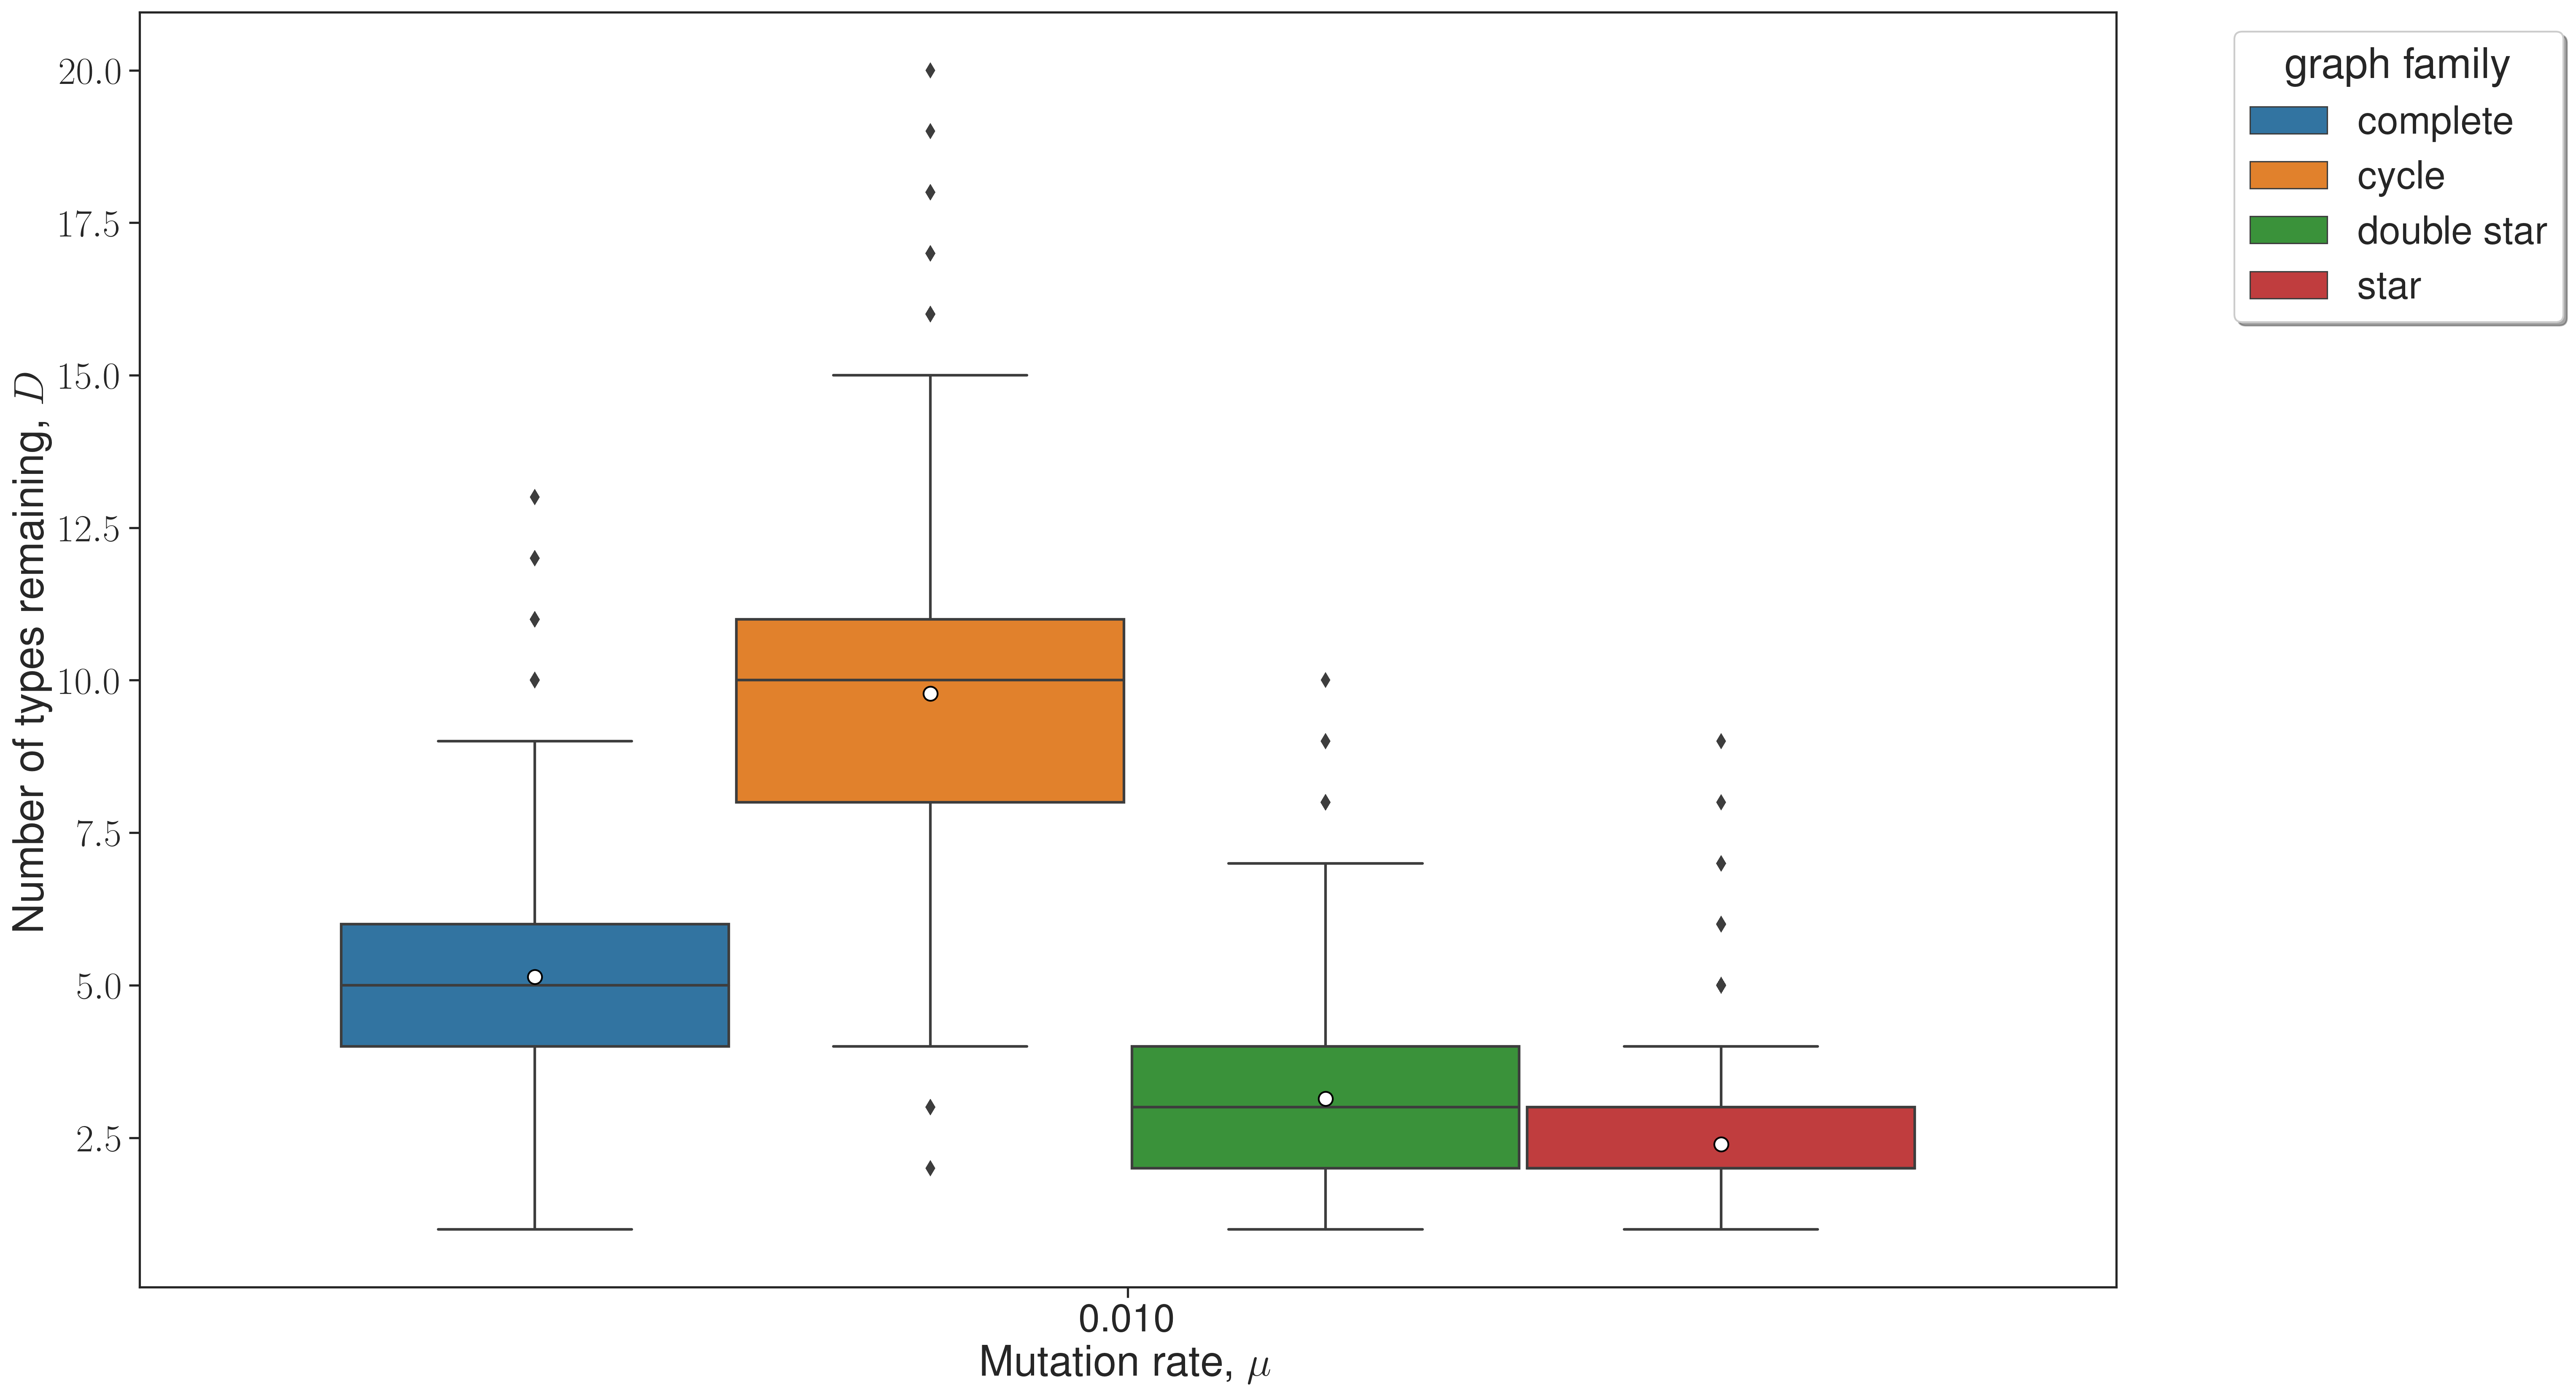 20.0
17.5
15.0
12.5
10.0
7.5
5.0
2.5
Number of types remaining, D
0.010
Mutation rate, μ
graph family
complete
cycle
double star
star